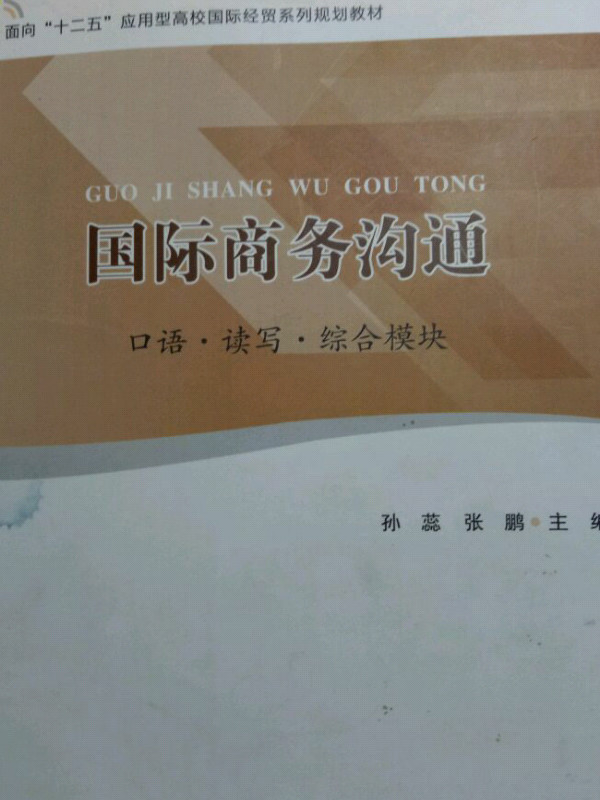 面向“十二五”应用型高校国际经贸系列规划教材
GUO JI SHANG WU GOU TONG
国际商务沟通
口语·读写·综合模块
孙蕊 张鹏·主编